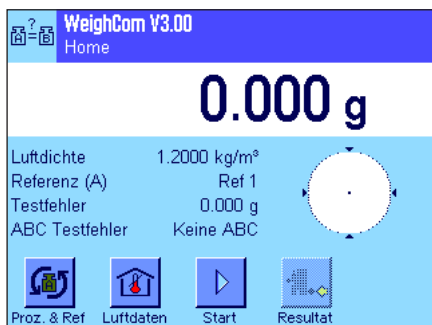 WeighCom V3.00
A ? = B
Home
0.000 g
Luftdichte 1.2000 kg/m³
Referenz (A) Ref 1
Testfehler 0.000 g
ABC Testfehler Keine ABC
Proz. & Ref Luftdaten Start Resultat